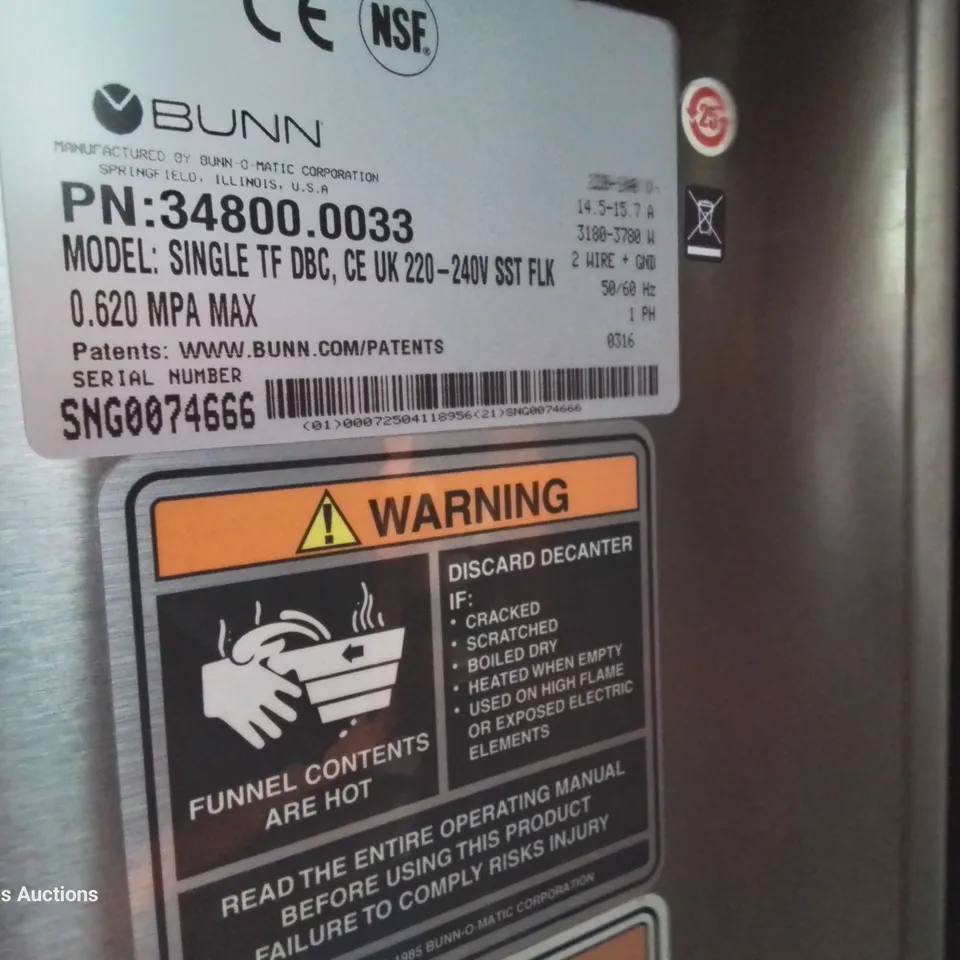 CE
NSF®
BUNN
MANUFACTURED BY BUNN-O-MATIC CORPORATION
SPRINGFIELD, ILLINOIS, U.S.A
PN:34800.0033
MODEL: SINGLE TF DBC, CE UK 220-240V SST FLK
0.620 MPA MAX
Patents: WWW.BUNN.COM/PATENTS
SERIAL NUMBER
SNG0074666
(01)00072504118956(21)SNG0074666
14.5-15.7 A
3180-3780 W
2 WIRE + GND
50/60 Hz
1 PH
0316
25
WARNING
FUNNEL CONTENTS
ARE HOT
DISCARD DECANTER
IF:
• CRACKED
• SCRATCHED
• BOILED DRY
• HEATED WHEN EMPTY
• USED ON HIGH FLAME
OR EXPOSED ELECTRIC
ELEMENTS
READ THE ENTIRE OPERATING MANUAL
BEFORE USING THIS PRODUCT
FAILURE TO COMPLY RISKS INJURY
1985 BUNN-O-MATIC CORPORATION
s Auctions